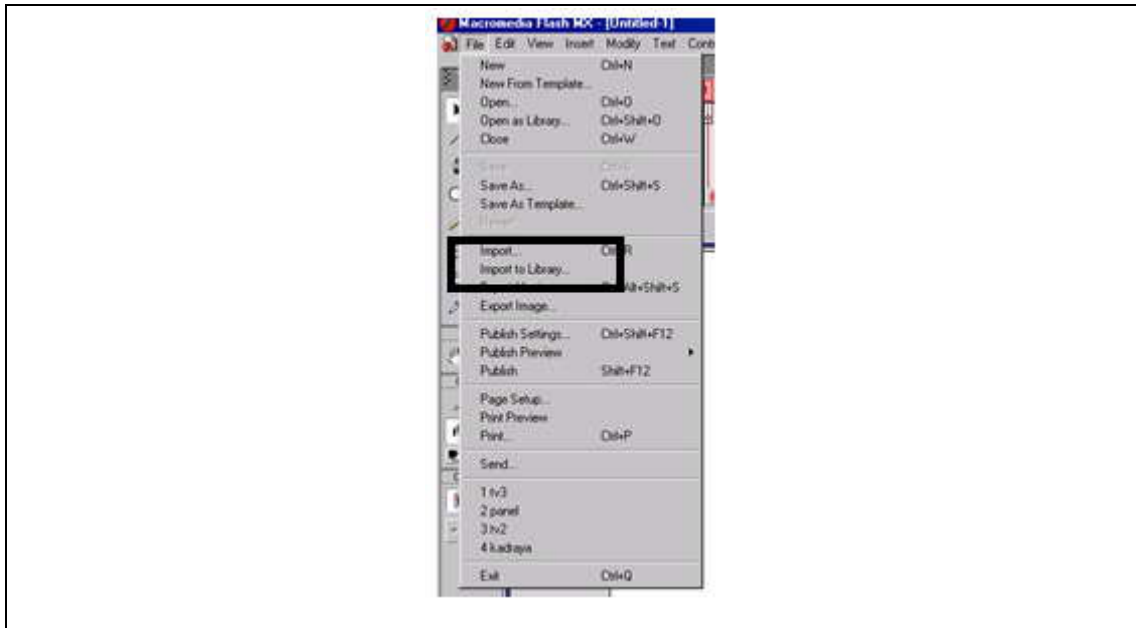 Macromedia Flash MX - [Untitled-1]
File Edit View Insert Modify Text Cont
New Ctrl+N
New From Template...
Open... Ctrl+O
Open as Library... Ctrl+Shift+O
Close Ctrl+W
Save
Save As... Ctrl+Shift+S
Save As Template...
Import... R
Import to Library...
Alt+Shift+S
Export Image...
Publish Settings... Ctrl+Shift+F12
Publish Preview
Publish Shift+F12
Page Setup...
Print Preview
Print... Ctrl+P
Send...
1 tv3
2 panel
3 tv2
4 kadraya
Exit Ctrl+Q